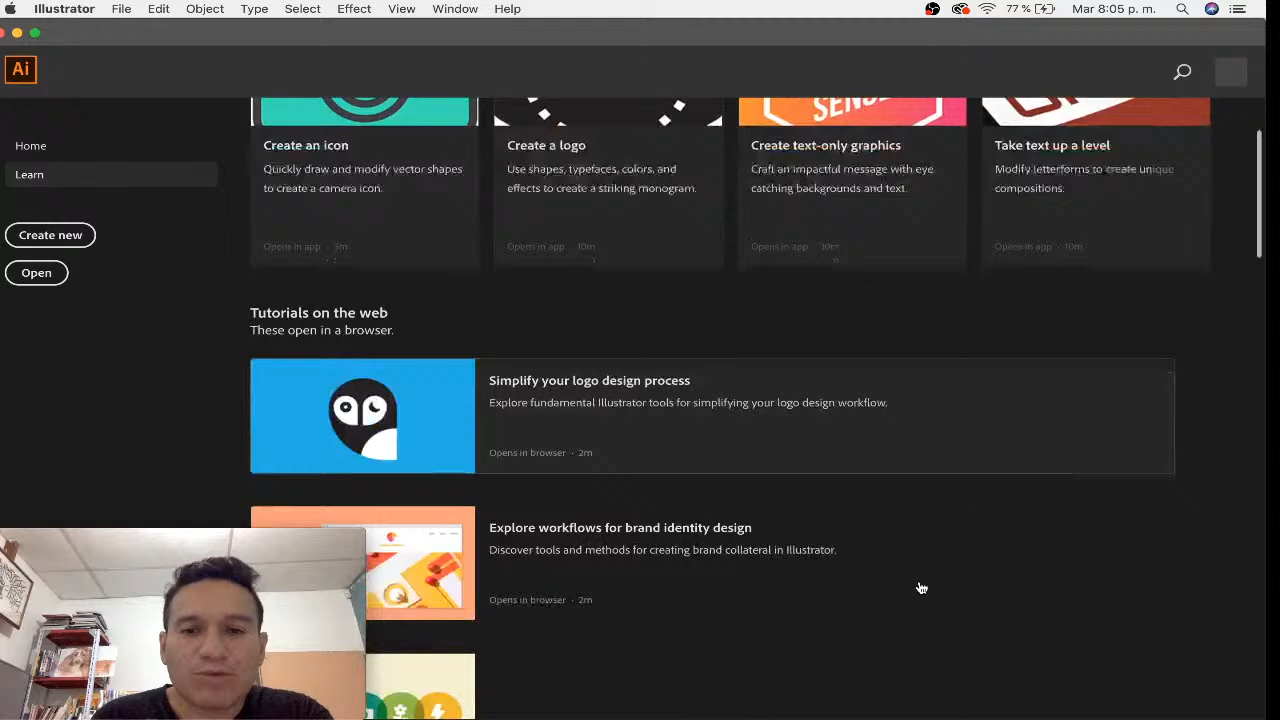 Illustrator File Edit Object Type Select Effect View Window Help 77 % Mar 8:05 p. m.
Ai
SENSE
Home
Learn
Create new
Open
Create an icon
Quickly draw and modify vector shapes
to create a camera icon.
Opens in app
Create a logo
Use shapes, typefaces, colors, and
effects to create a striking monogram.
Opens in app · 10m
Create text-only graphics
Craft an impactful message with eye
catching backgrounds and text.
Opens in app · 10m
Take text up a level
Modify letterforms to create unique
compositions.
Opens in app · 10m
Tutorials on the web
These open in a browser.
Simplify your logo design process
Explore fundamental Illustrator tools for simplifying your logo design workflow.
Opens in browser · 2m
Explore workflows for brand identity design
Discover tools and methods for creating brand collateral in Illustrator.
Opens in browser · 2m